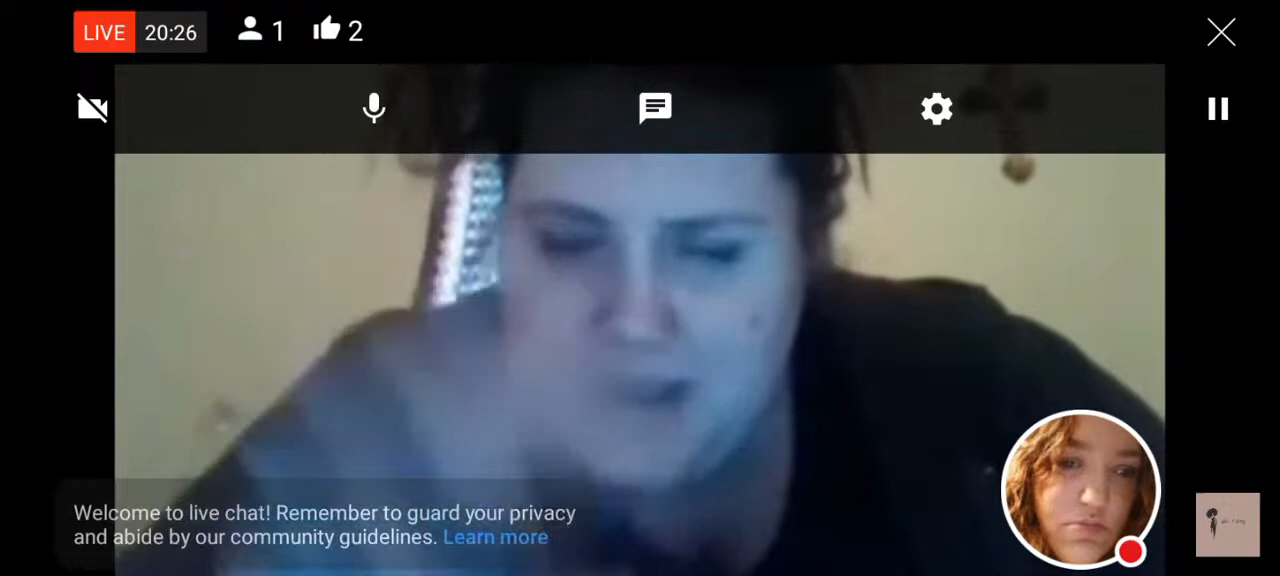 LIVE 20:26 1 2
Welcome to live chat! Remember to guard your privacy
and abide by our community guidelines. Learn more